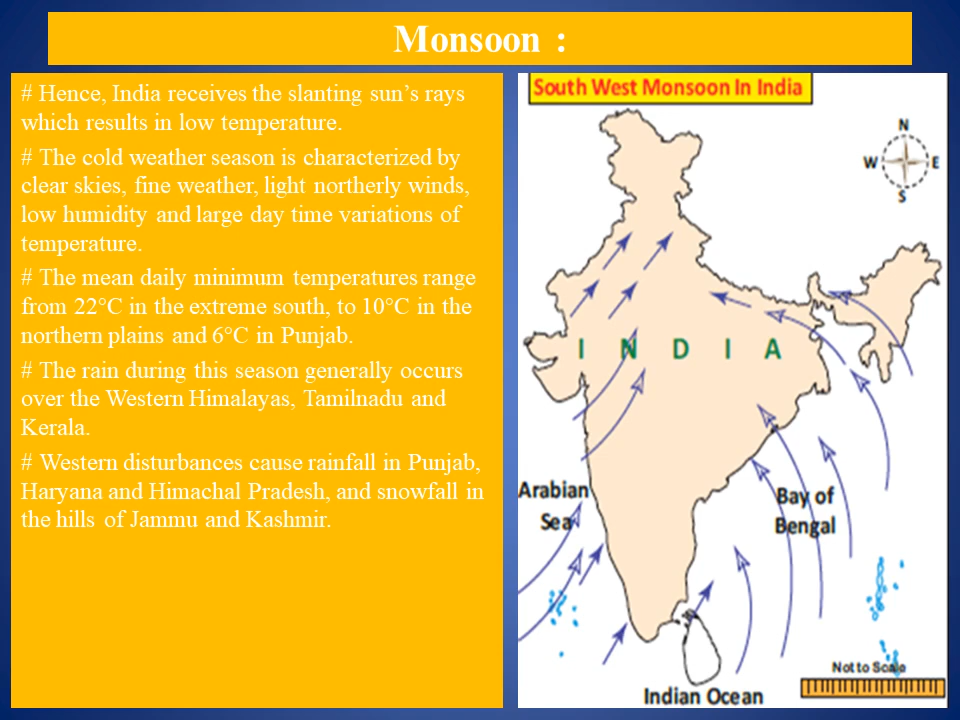 Monsoon :
# Hence, India receives the slanting sun’s rays
which results in low temperature.
# The cold weather season is characterized by
clear skies, fine weather, light northerly winds,
low humidity and large day time variations of
temperature.
# The mean daily minimum temperatures range
from 22°C in the extreme south, to 10°C in the
northern plains and 6°C in Punjab.
# The rain during this season generally occurs
over the Western Himalayas, Tamilnadu and
Kerala.
# Western disturbances cause rainfall in Punjab,
Haryana and Himachal Pradesh, and snowfall in
the hills of Jammu and Kashmir.
South West Monsoon In India
N
W E
S
I N D I A
Arabian
Sea
Bay of
Bengal
Not to Scale
Indian Ocean